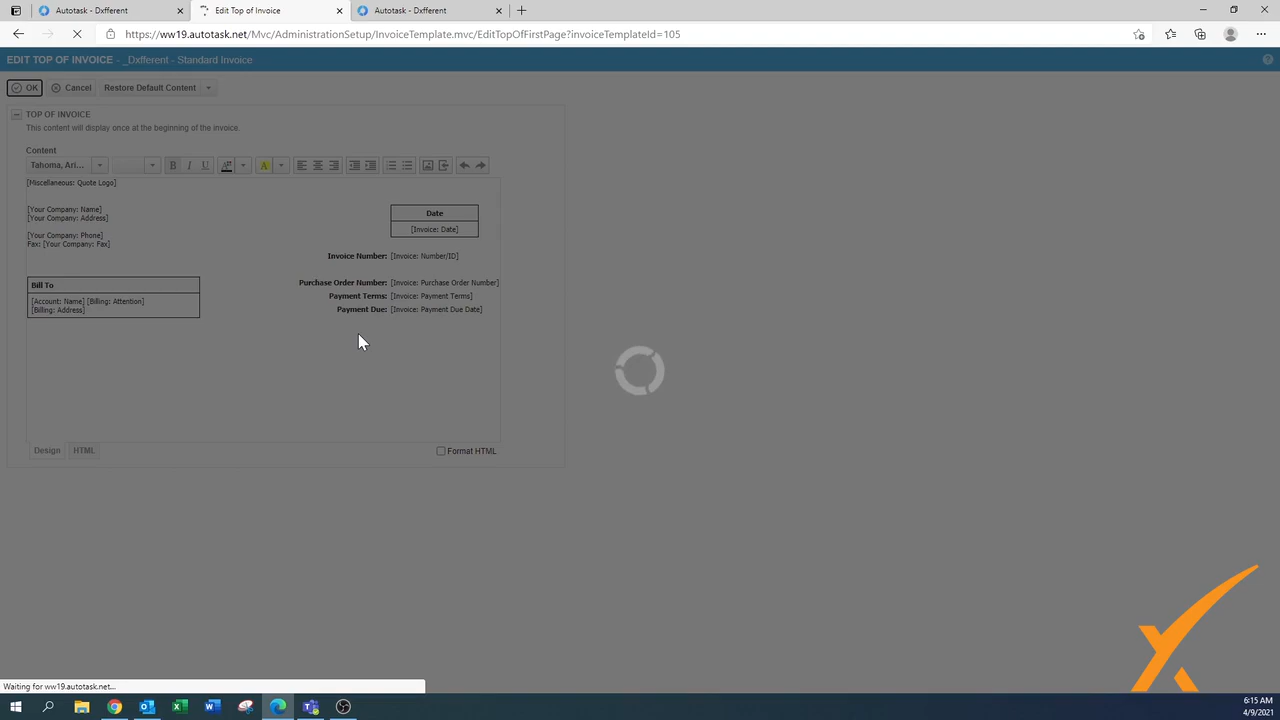 Autotask - Dxfferent
Edit Top of Invoice
Autotask - Dxfferent
https://ww19.autotask.net/Mvc/AdministrationSetup/InvoiceTemplate.mvc/EditTopOfFirstPage?invoiceTemplateId=105
EDIT TOP OF INVOICE - _Dxfferent - Standard Invoice
OK
Cancel
Restore Default Content
TOP OF INVOICE
This content will display once at the beginning of the invoice.
Content
Tahoma, Ari...
B I U
A
[Miscellaneous: Quote Logo]
[Your Company: Name]
[Your Company: Address]
Date
[Invoice: Date]
[Your Company: Phone]
Fax: [Your Company: Fax]
Invoice Number: [Invoice: Number/ID]
Bill To
[Account: Name] [Billing: Attention]
[Billing: Address]
Purchase Order Number: [Invoice: Purchase Order Number]
Payment Terms: [Invoice: Payment Terms]
Payment Due: [Invoice: Payment Due Date]
Design
HTML
Format HTML
Waiting for ww19.autotask.net...
6:15 AM
4/9/2021